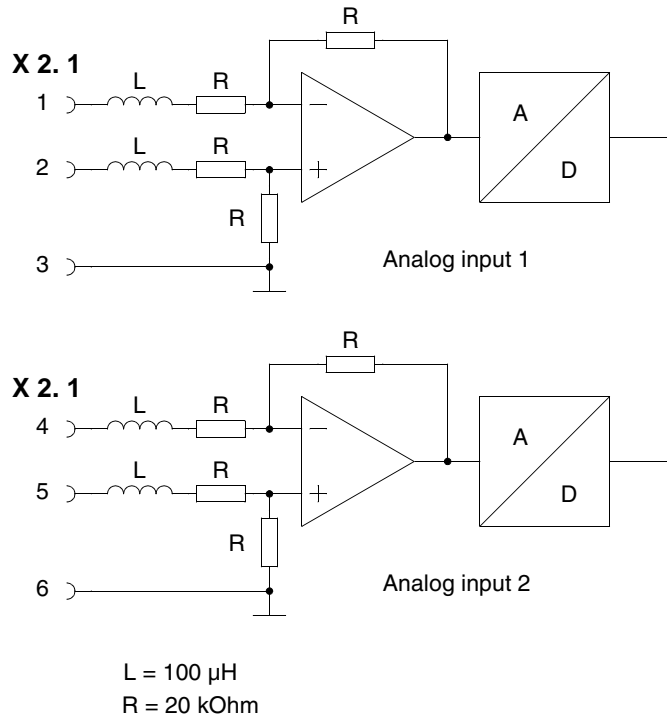 R
X 2. 1
L R
1
−
A
L R
2
+
D
R
3
Analog input 1
R
X 2. 1
L R
4
−
A
L R
5
+
D
R
6
Analog input 2
L = 100 µH
R = 20 kOhm